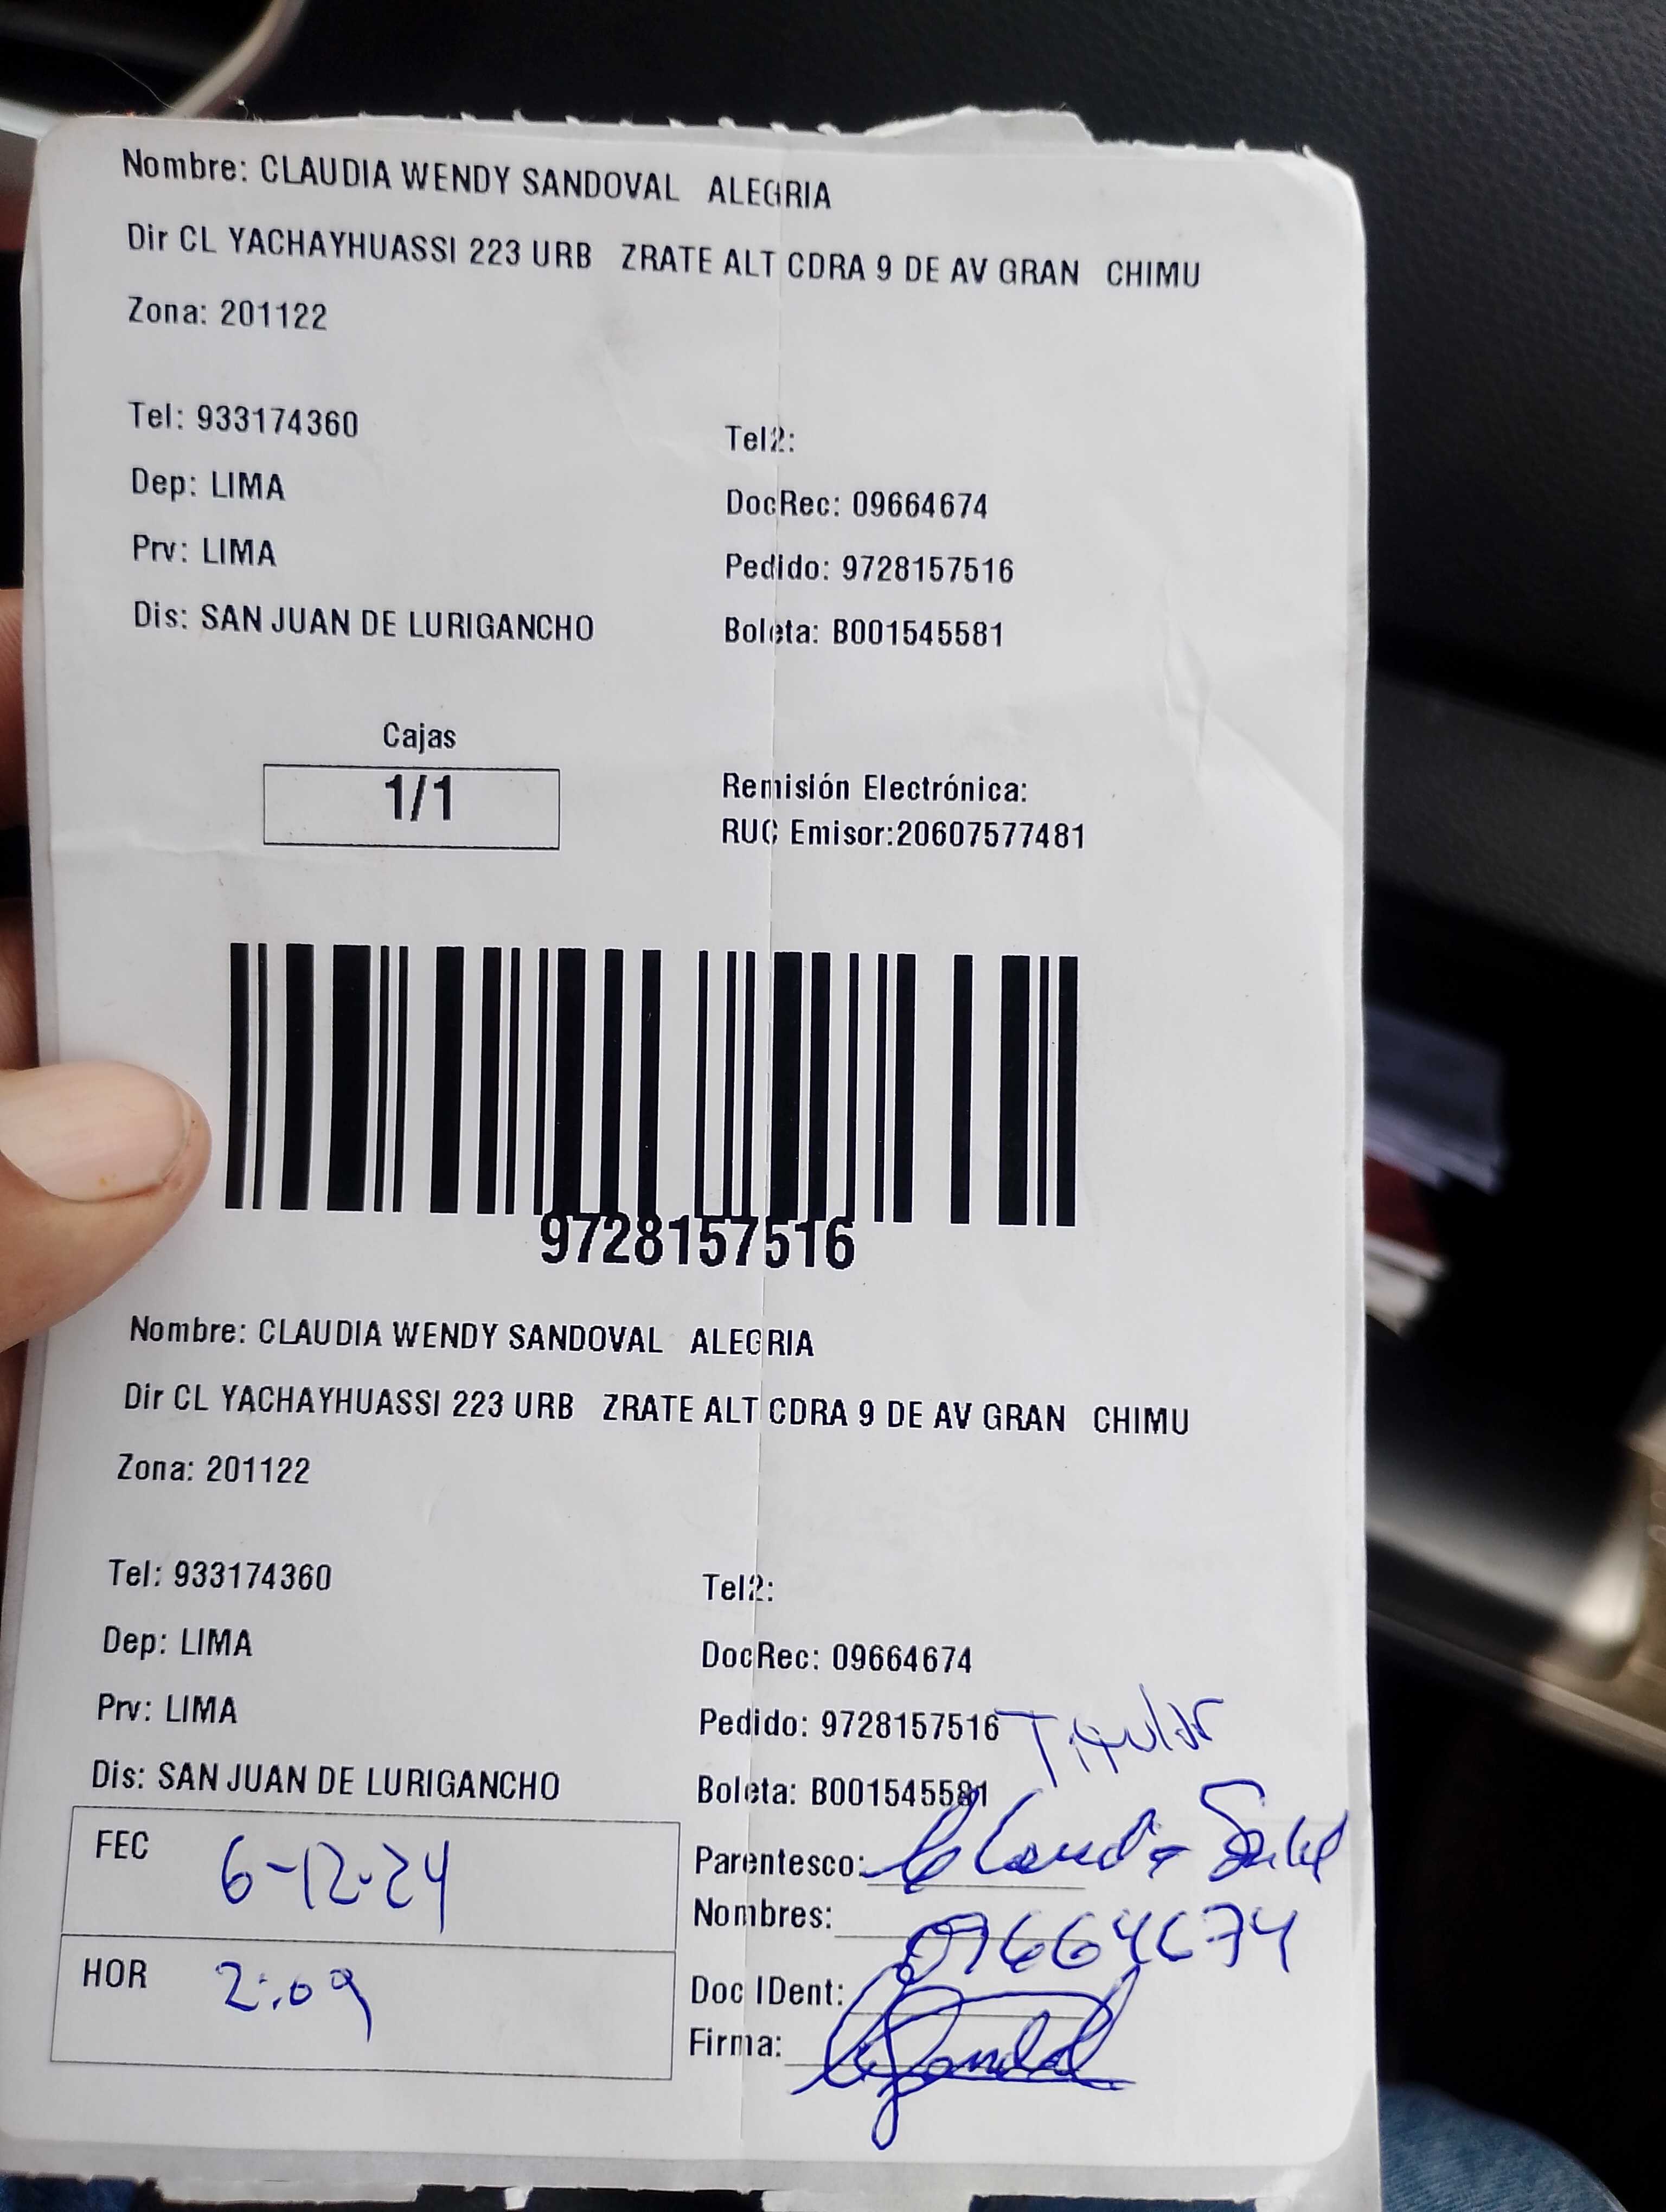 Nombre: CLAUDIA WENDY SANDOVAL ALEGRIA
Dir CL YACHAYHUASSI 223 URB ZRATE ALT CDRA 9 DE AV GRAN CHIMU
Zona: 201122
Tel: 933174360
Tel2:
Dep: LIMA
DocRec: 09664674
Prv: LIMA
Pedido: 9728157516
Dis: SAN JUAN DE LURIGANCHO
Boleta: B001545581
Cajas
1/1
Remisión Electrónica:
RUC Emisor:20607577481
9728157516
Nombre: CLAUDIA WENDY SANDOVAL ALEGRIA
Dir CL YACHAYHUASSI 223 URB ZRATE ALT CDRA 9 DE AV GRAN CHIMU
Zona: 201122
Tel: 933174360
Tel2:
Dep: LIMA
DocRec: 09664674
Prv: LIMA
Pedido: 9728157516 Titular
Dis: SAN JUAN DE LURIGANCHO
Boleta: B001545581
FEC 6-12-24
Parentesco: Claudia
Nombres: 09664674
HOR 2:09
Doc IDent:
Firma: